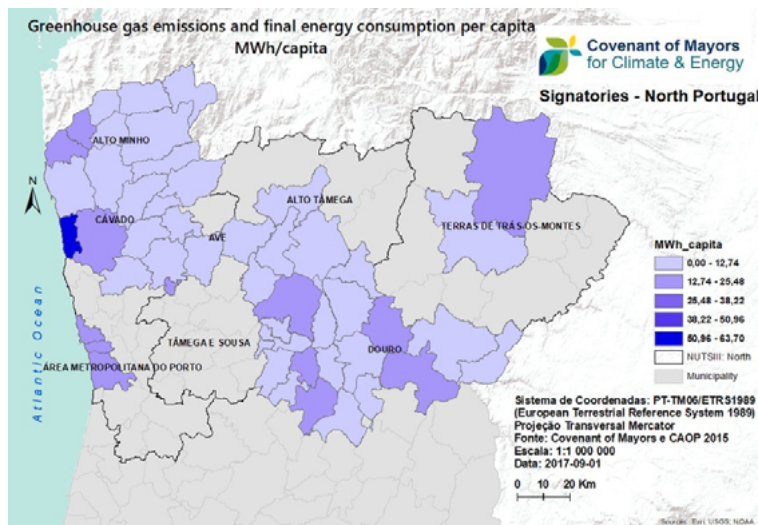 Greenhouse gas emissions and final energy consumption per capita
MWh/capita
Covenant of Mayors
for Climate & Energy
Signatories - North Portugal
ALTO MINHO
N
CÁVADO
AVE
ALTO TÂMEGA
TERRAS DE TRÁS-OS-MONTES
TÂMEGA E SOUSA
DOURO
ÁREA METROPOLITANA DO PORTO
Atlantic Ocean
MWh_capita
0,00 - 12,74
12,74 - 25,48
25,48 - 38,22
38,22 - 50,96
50,96 - 63,70
NUTSIII: North
Municipality
Sistema de Coordenadas: PT-TM06/ETRS1989
(European Terrestrial Reference System 1989)
Projeção Transversal Mercator
Fonte: Covenant of Mayors e CAOP 2015
Escala: 1:1 000 000
Data: 2017-09-01
0 10 20 Km
Sources: Esri, USGS, NOAA